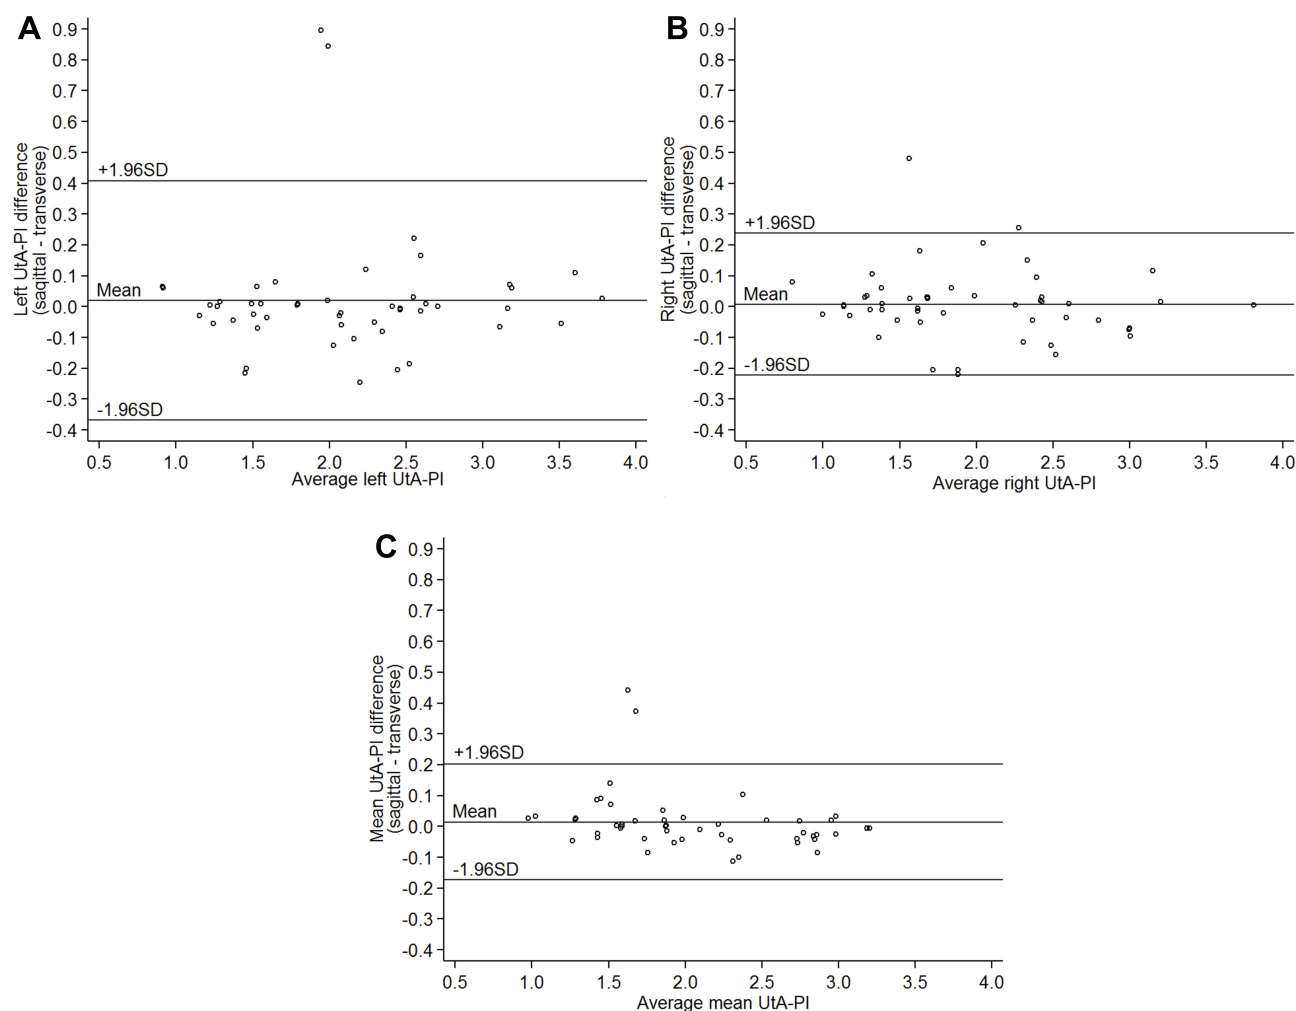 A
0.9
0.8
0.7
0.6
0.5
0.4
0.3
0.2
0.1
0.0
-0.1
-0.2
-0.3
-0.4
Left UtA-PI difference
(saqittal - transverse)
+1.96SD
Mean
-1.96SD
0.5 1.0 1.5 2.0 2.5 3.0 3.5 4.0
Average left UtA-PI
B
0.9
0.8
0.7
0.6
0.5
0.4
0.3
0.2
0.1
0.0
-0.1
-0.2
-0.3
-0.4
Right UtA-PI difference
(sagittal - transverse)
+1.96SD
Mean
-1.96SD
0.5 1.0 1.5 2.0 2.5 3.0 3.5 4.0
Average right UtA-PI
C
0.9
0.8
0.7
0.6
0.5
0.4
0.3
0.2
0.1
0.0
-0.1
-0.2
-0.3
-0.4
Mean UtA-PI difference
(sagittal - transverse)
+1.96SD
Mean
-1.96SD
0.5 1.0 1.5 2.0 2.5 3.0 3.5 4.0
Average mean UtA-PI